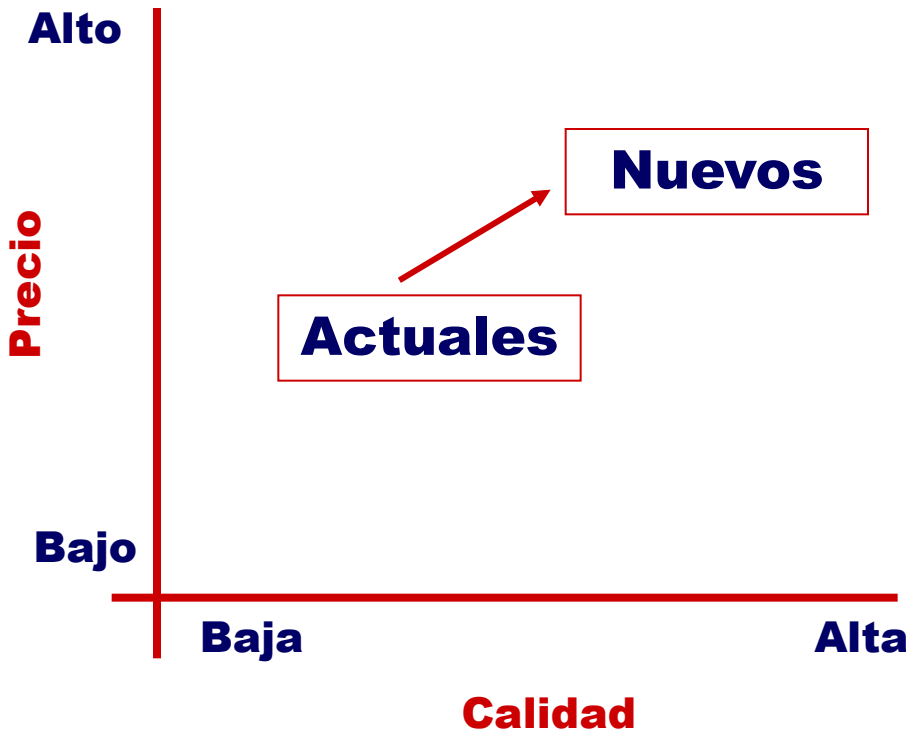 Alto
Nuevos
Precio
Actuales
Bajo
Baja
Alta
Calidad